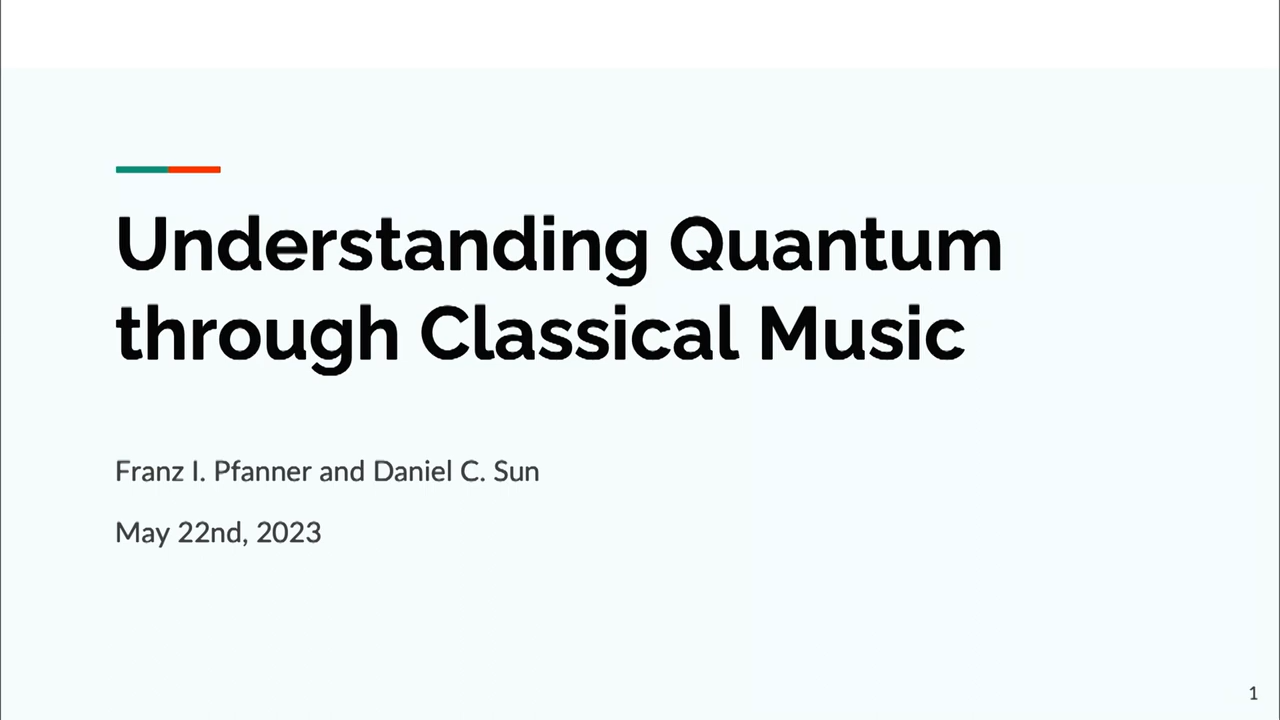 Understanding Quantum
through Classical Music
Franz I. Pfanner and Daniel C. Sun
May 22nd, 2023
1